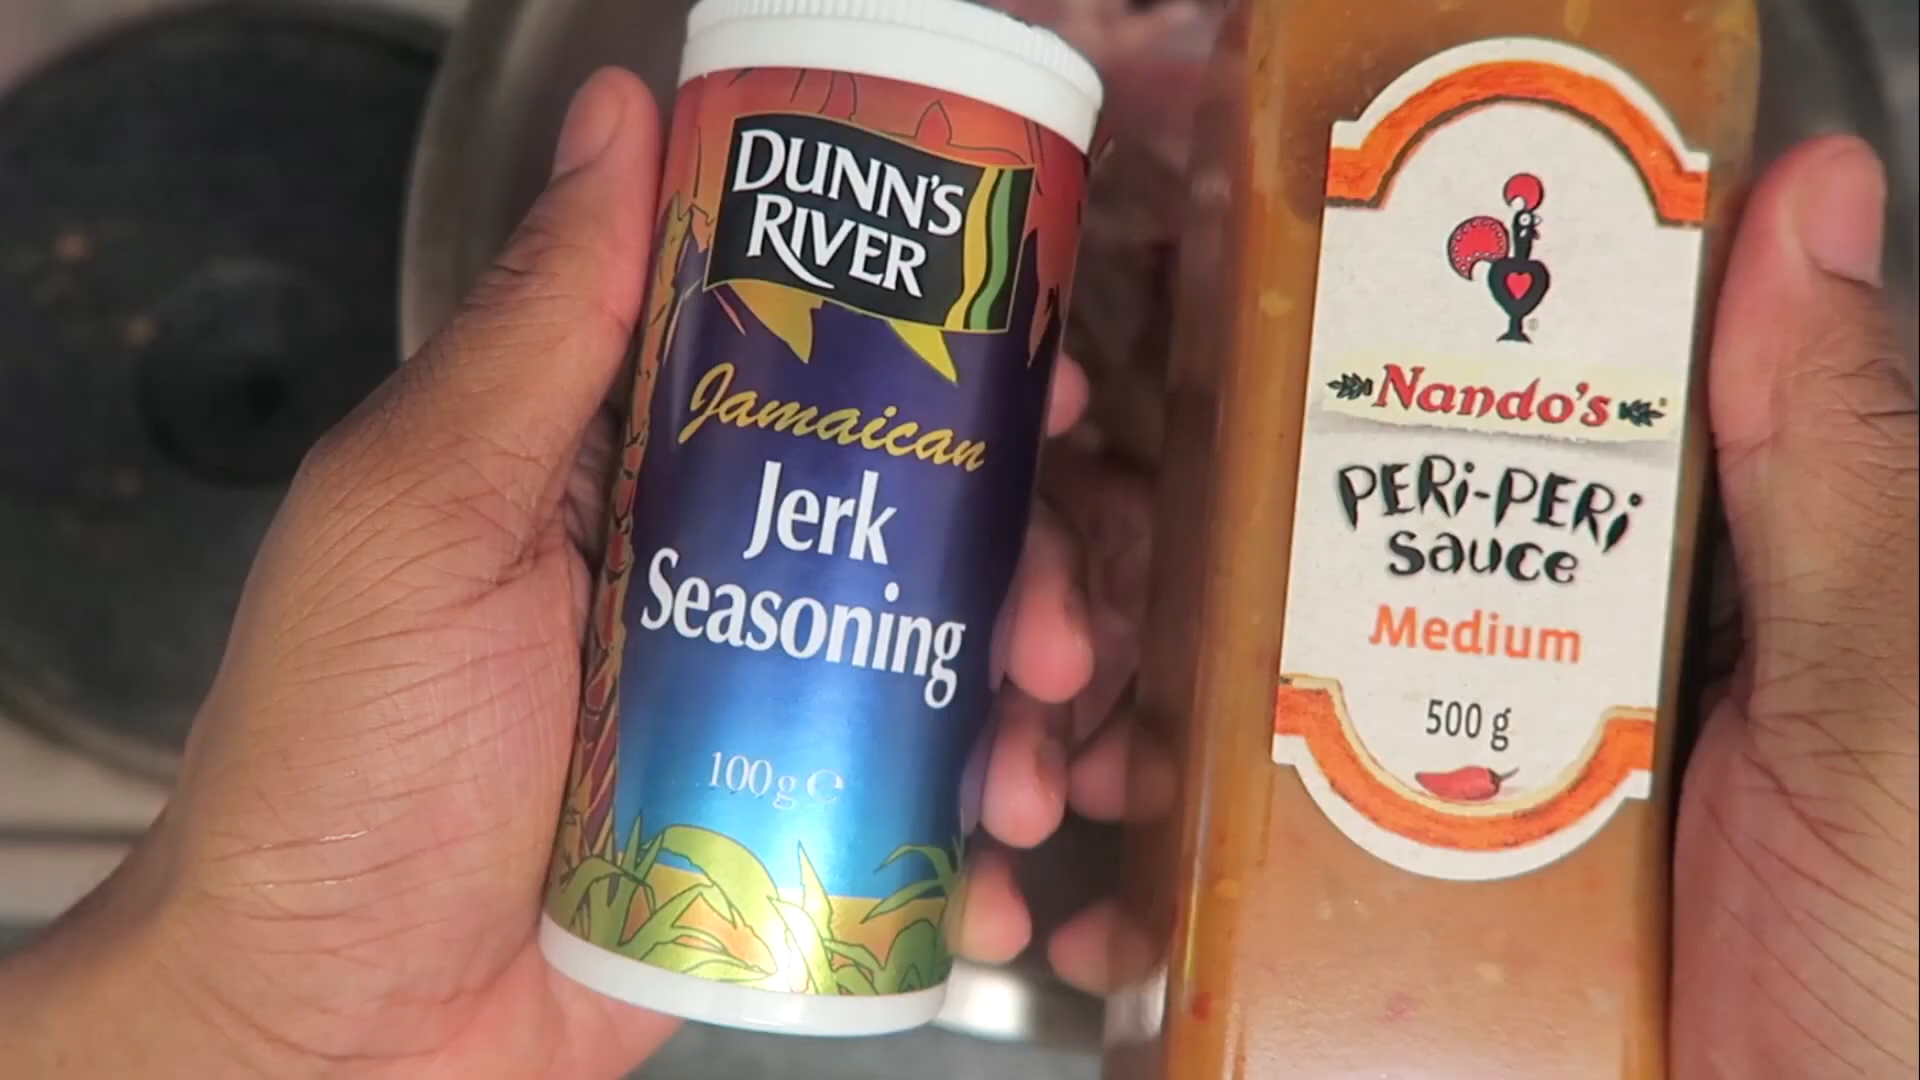 DUNN'S
RIVER
Jamaican
Jerk
Seasoning
100g e
Nando's
PERi-PERi
sauce
Medium
500 g